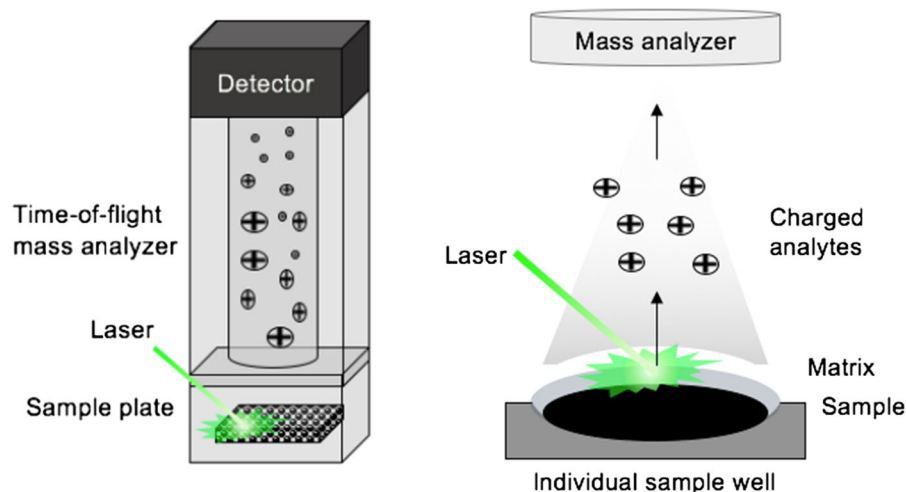 Detector
Time-of-flight
mass analyzer
Laser
Sample plate
Mass analyzer
Charged
analytes
Laser
Matrix
Sample
Individual sample well